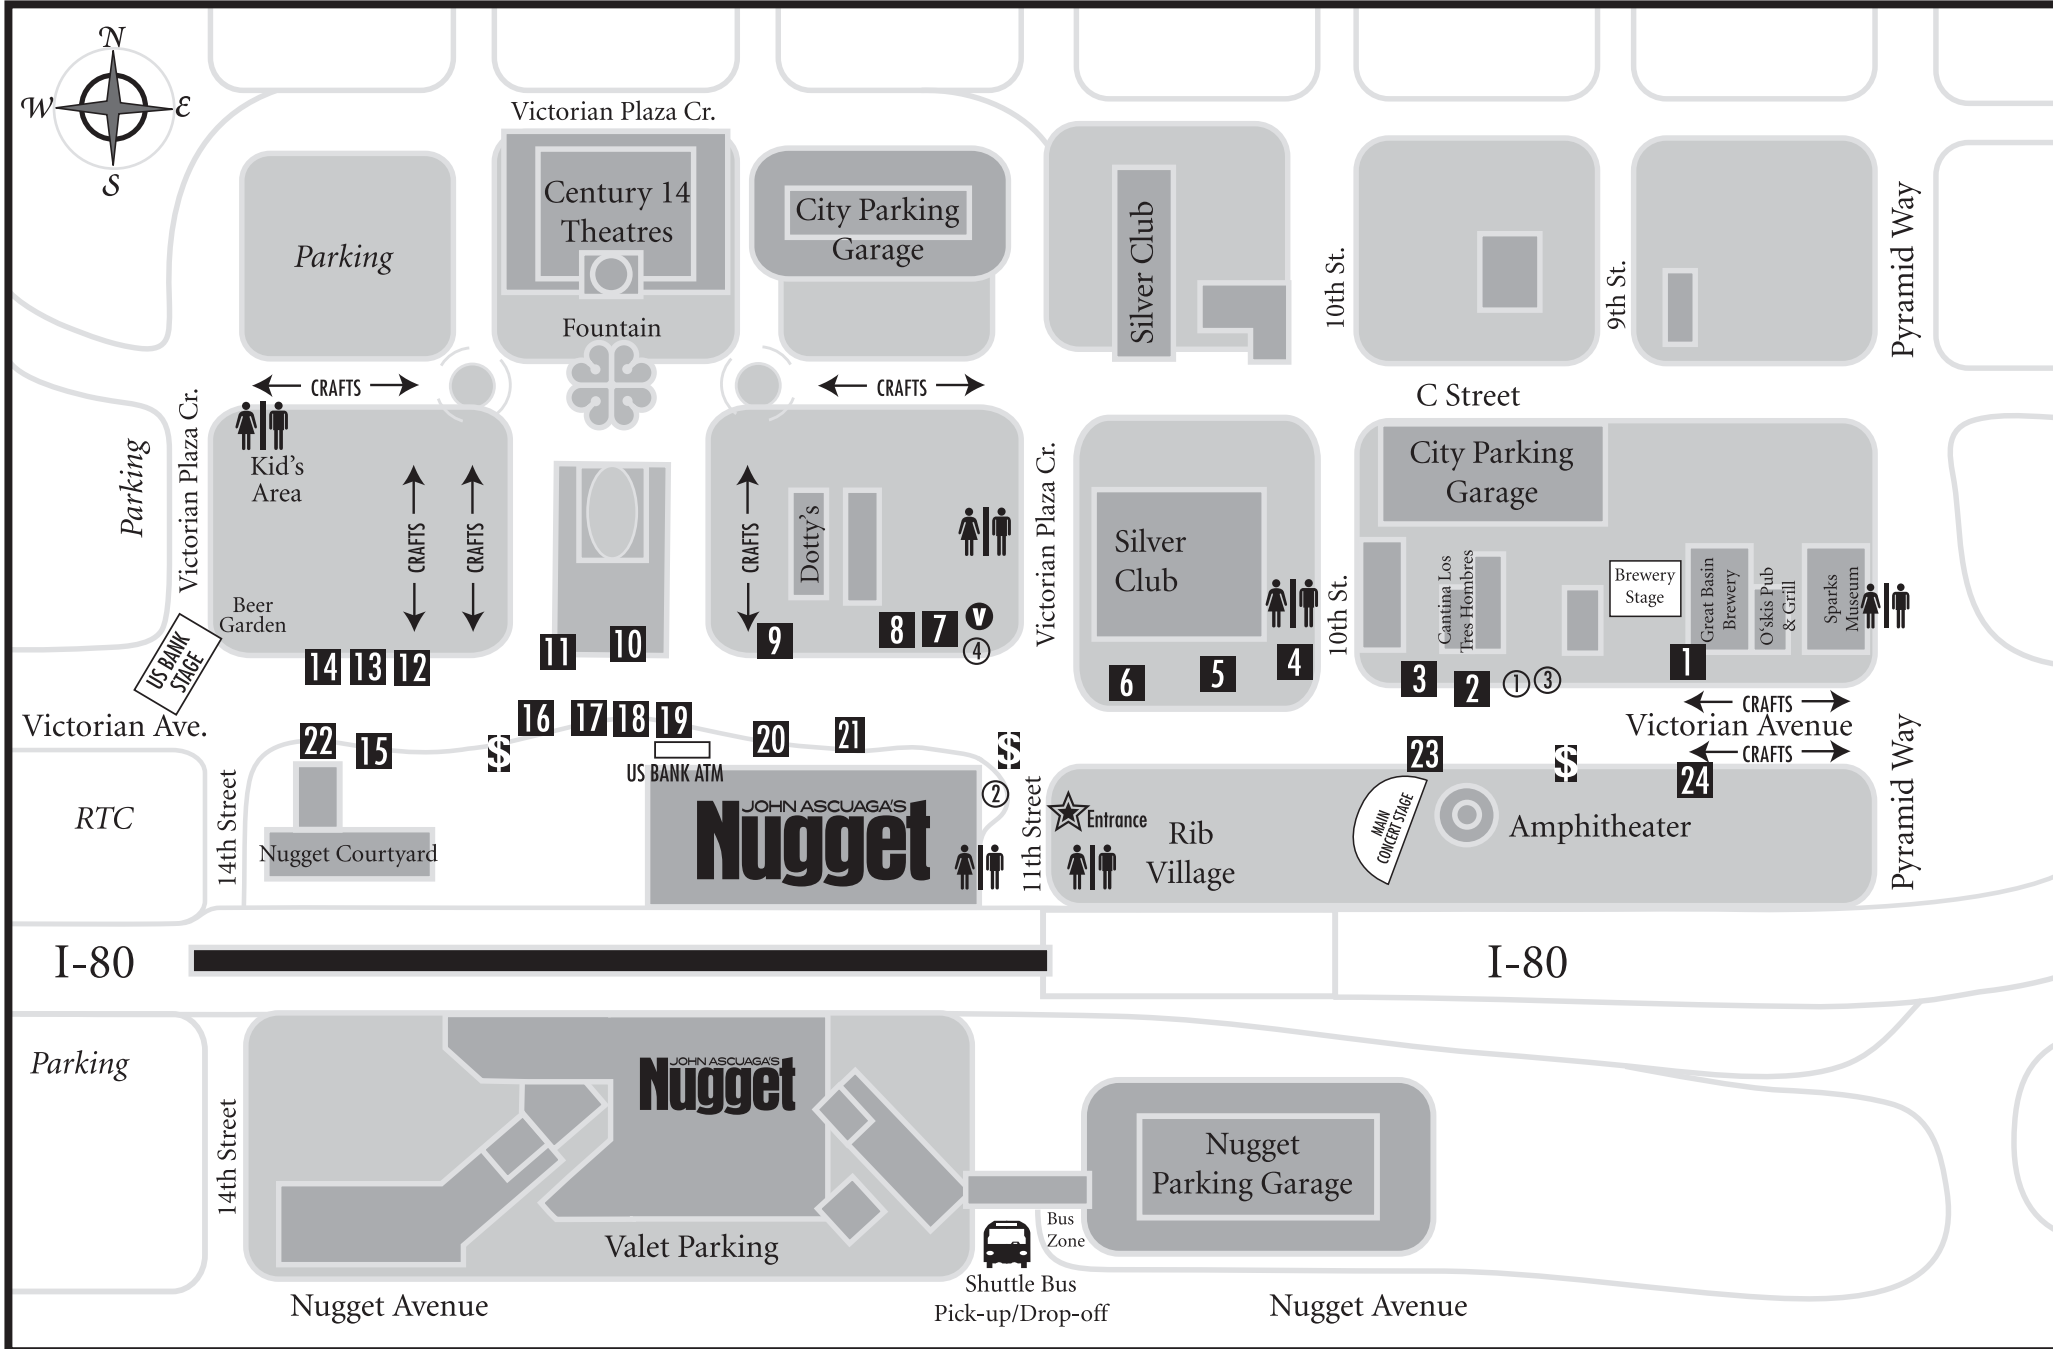 N
W
E
S
Victorian Plaza Cr.
Century 14
Theatres
City Parking
Garage
Parking
Silver Club
10th St.
9th St.
Pyramid Way
Fountain
CRAFTS
CRAFTS
C Street
Parking
Victorian Plaza Cr.
Kid's
Area
CRAFTS
CRAFTS
CRAFTS
Dotty's
Victorian Plaza Cr.
Silver
Club
City Parking
Garage
10th St.
Cantina Los
Tres Hombres
Brewery
Stage
Great Basin
Brewery
O'skis Pub
& Grill
Sparks
Museum
Beer
Garden
US BANK
STAGE
14
13
12
11
10
9
8
7
V
4
6
5
4
3
2
1
3
1
CRAFTS
Victorian Ave.
Victorian Avenue
CRAFTS
22
15
$
16
17
18
19
20
21
$
23
$
24
US BANK ATM
2
RTC
14th Street
Nugget Courtyard
JOHN ASCUAGA'S
Nugget
11th Street
Entrance
Rib
Village
MAIN
CONCERT STAGE
Amphitheater
Pyramid Way
I-80
I-80
Parking
14th Street
JOHN ASCUAGA'S
Nugget
Nugget
Parking Garage
Valet Parking
Bus
Zone
Shuttle Bus
Pick-up/Drop-off
Nugget Avenue
Nugget Avenue